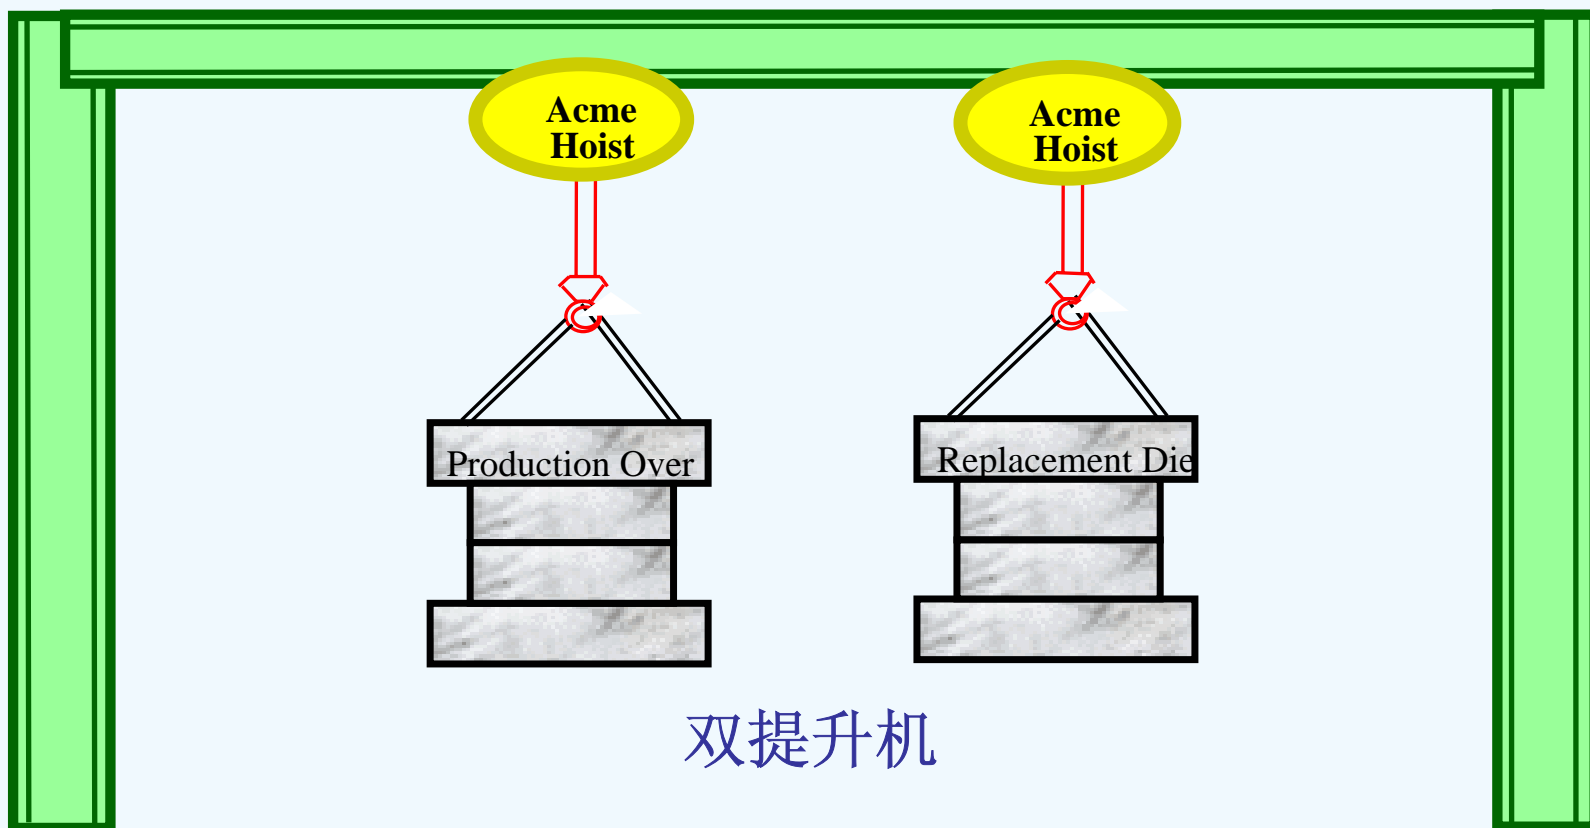 Acme
Hoist
Acme
Hoist
Production Over
Replacement Die
双提升机